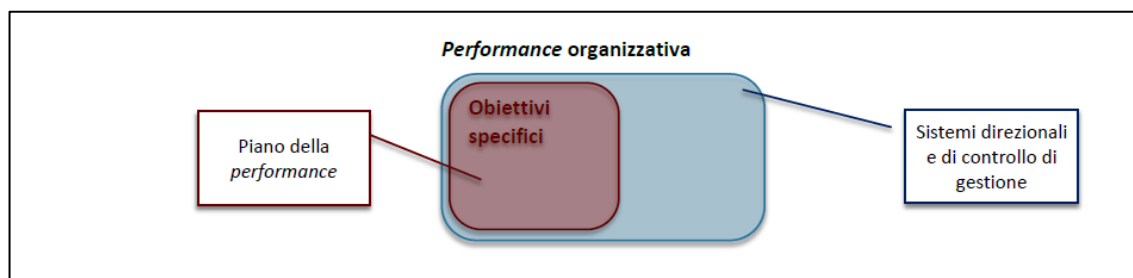 Performance organizzativa
Obiettivi
specifici
Piano della
performance
Sistemi direzionali
e di controllo di
gestione